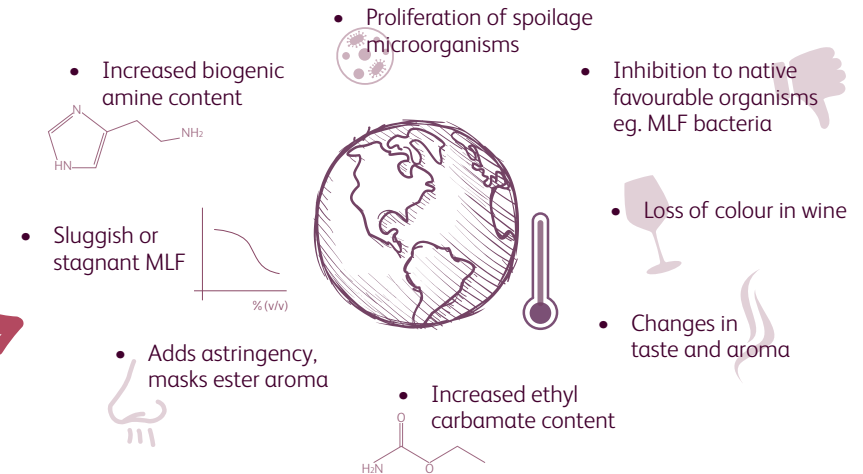 • Proliferation of spoilage
microorganisms
• Increased biogenic
amine content
N
NH₂
HN
• Inhibition to native
favourable organisms
eg. MLF bacteria
• Loss of colour in wine
• Sluggish or
stagnant MLF
% (v/v)
• Changes in
taste and aroma
• Adds astringency,
masks ester aroma
• Increased ethyl
carbamate content
O
H₂N
O